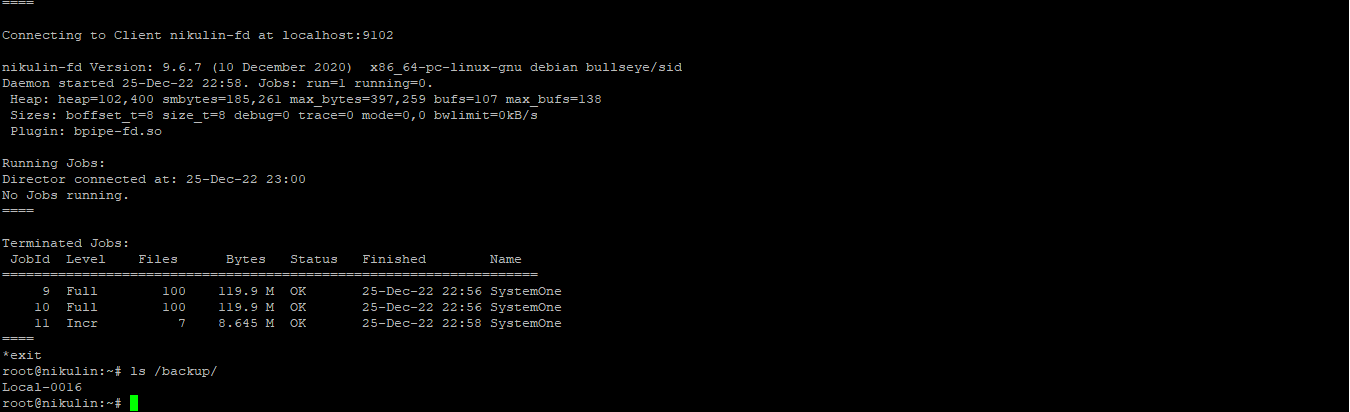 ====
Connecting to Client nikulin-fd at localhost:9102
nikulin-fd Version: 9.6.7 (10 December 2020)  x86_64-pc-linux-gnu debian bullseye/sid
Daemon started 25-Dec-22 22:58. Jobs: run=1 running=0.
 Heap: heap=102,400 smbytes=185,261 max_bytes=397,259 bufs=107 max_bufs=138
 Sizes: boffset_t=8 size_t=8 debug=0 trace=0 mode=0,0 bwlimit=0kB/s
 Plugin: bpipe-fd.so
Running Jobs:
Director connected at: 25-Dec-22 23:00
No Jobs running.
====
Terminated Jobs:
 JobId  Level    Files      Bytes   Status   Finished        Name
===================================================================
     9  Full        100    119.9 M  OK       25-Dec-22 22:56 SystemOne
    10  Full        100    119.9 M  OK       25-Dec-22 22:56 SystemOne
    11  Incr          7    8.645 M  OK       25-Dec-22 22:58 SystemOne
====
*exit
root@nikulin:~# ls /backup/
Local-0016
root@nikulin:~#